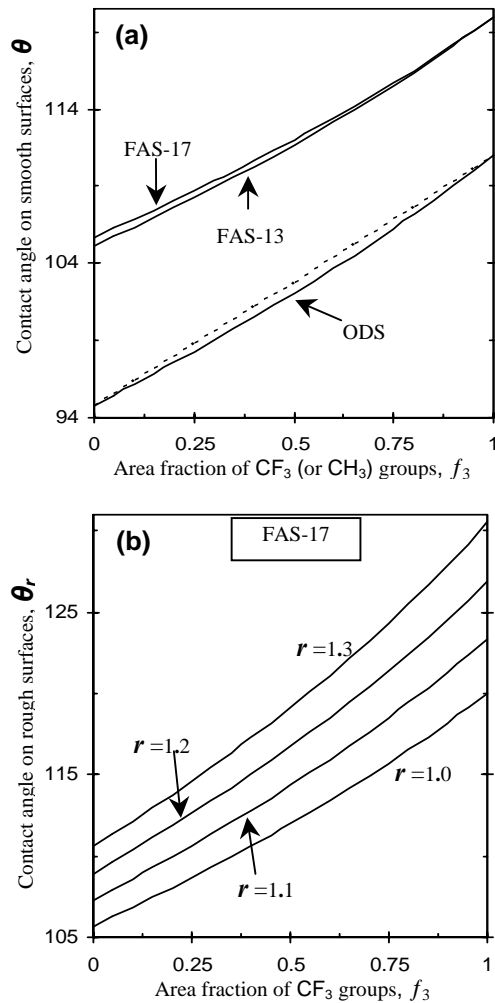 (a)
Contact angle on smooth surfaces, θ
114
104
94
FAS-17
FAS-13
ODS
0
0.25
0.5
0.75
1
Area fraction of CF₃ (or CH₃) groups, f₃
(b)
FAS-17
Contact angle on rough surfaces, θr
125
115
105
r =1.3
r =1.2
r =1.0
r =1.1
0
0.25
0.5
0.75
1
Area fraction of CF₃ groups, f₃